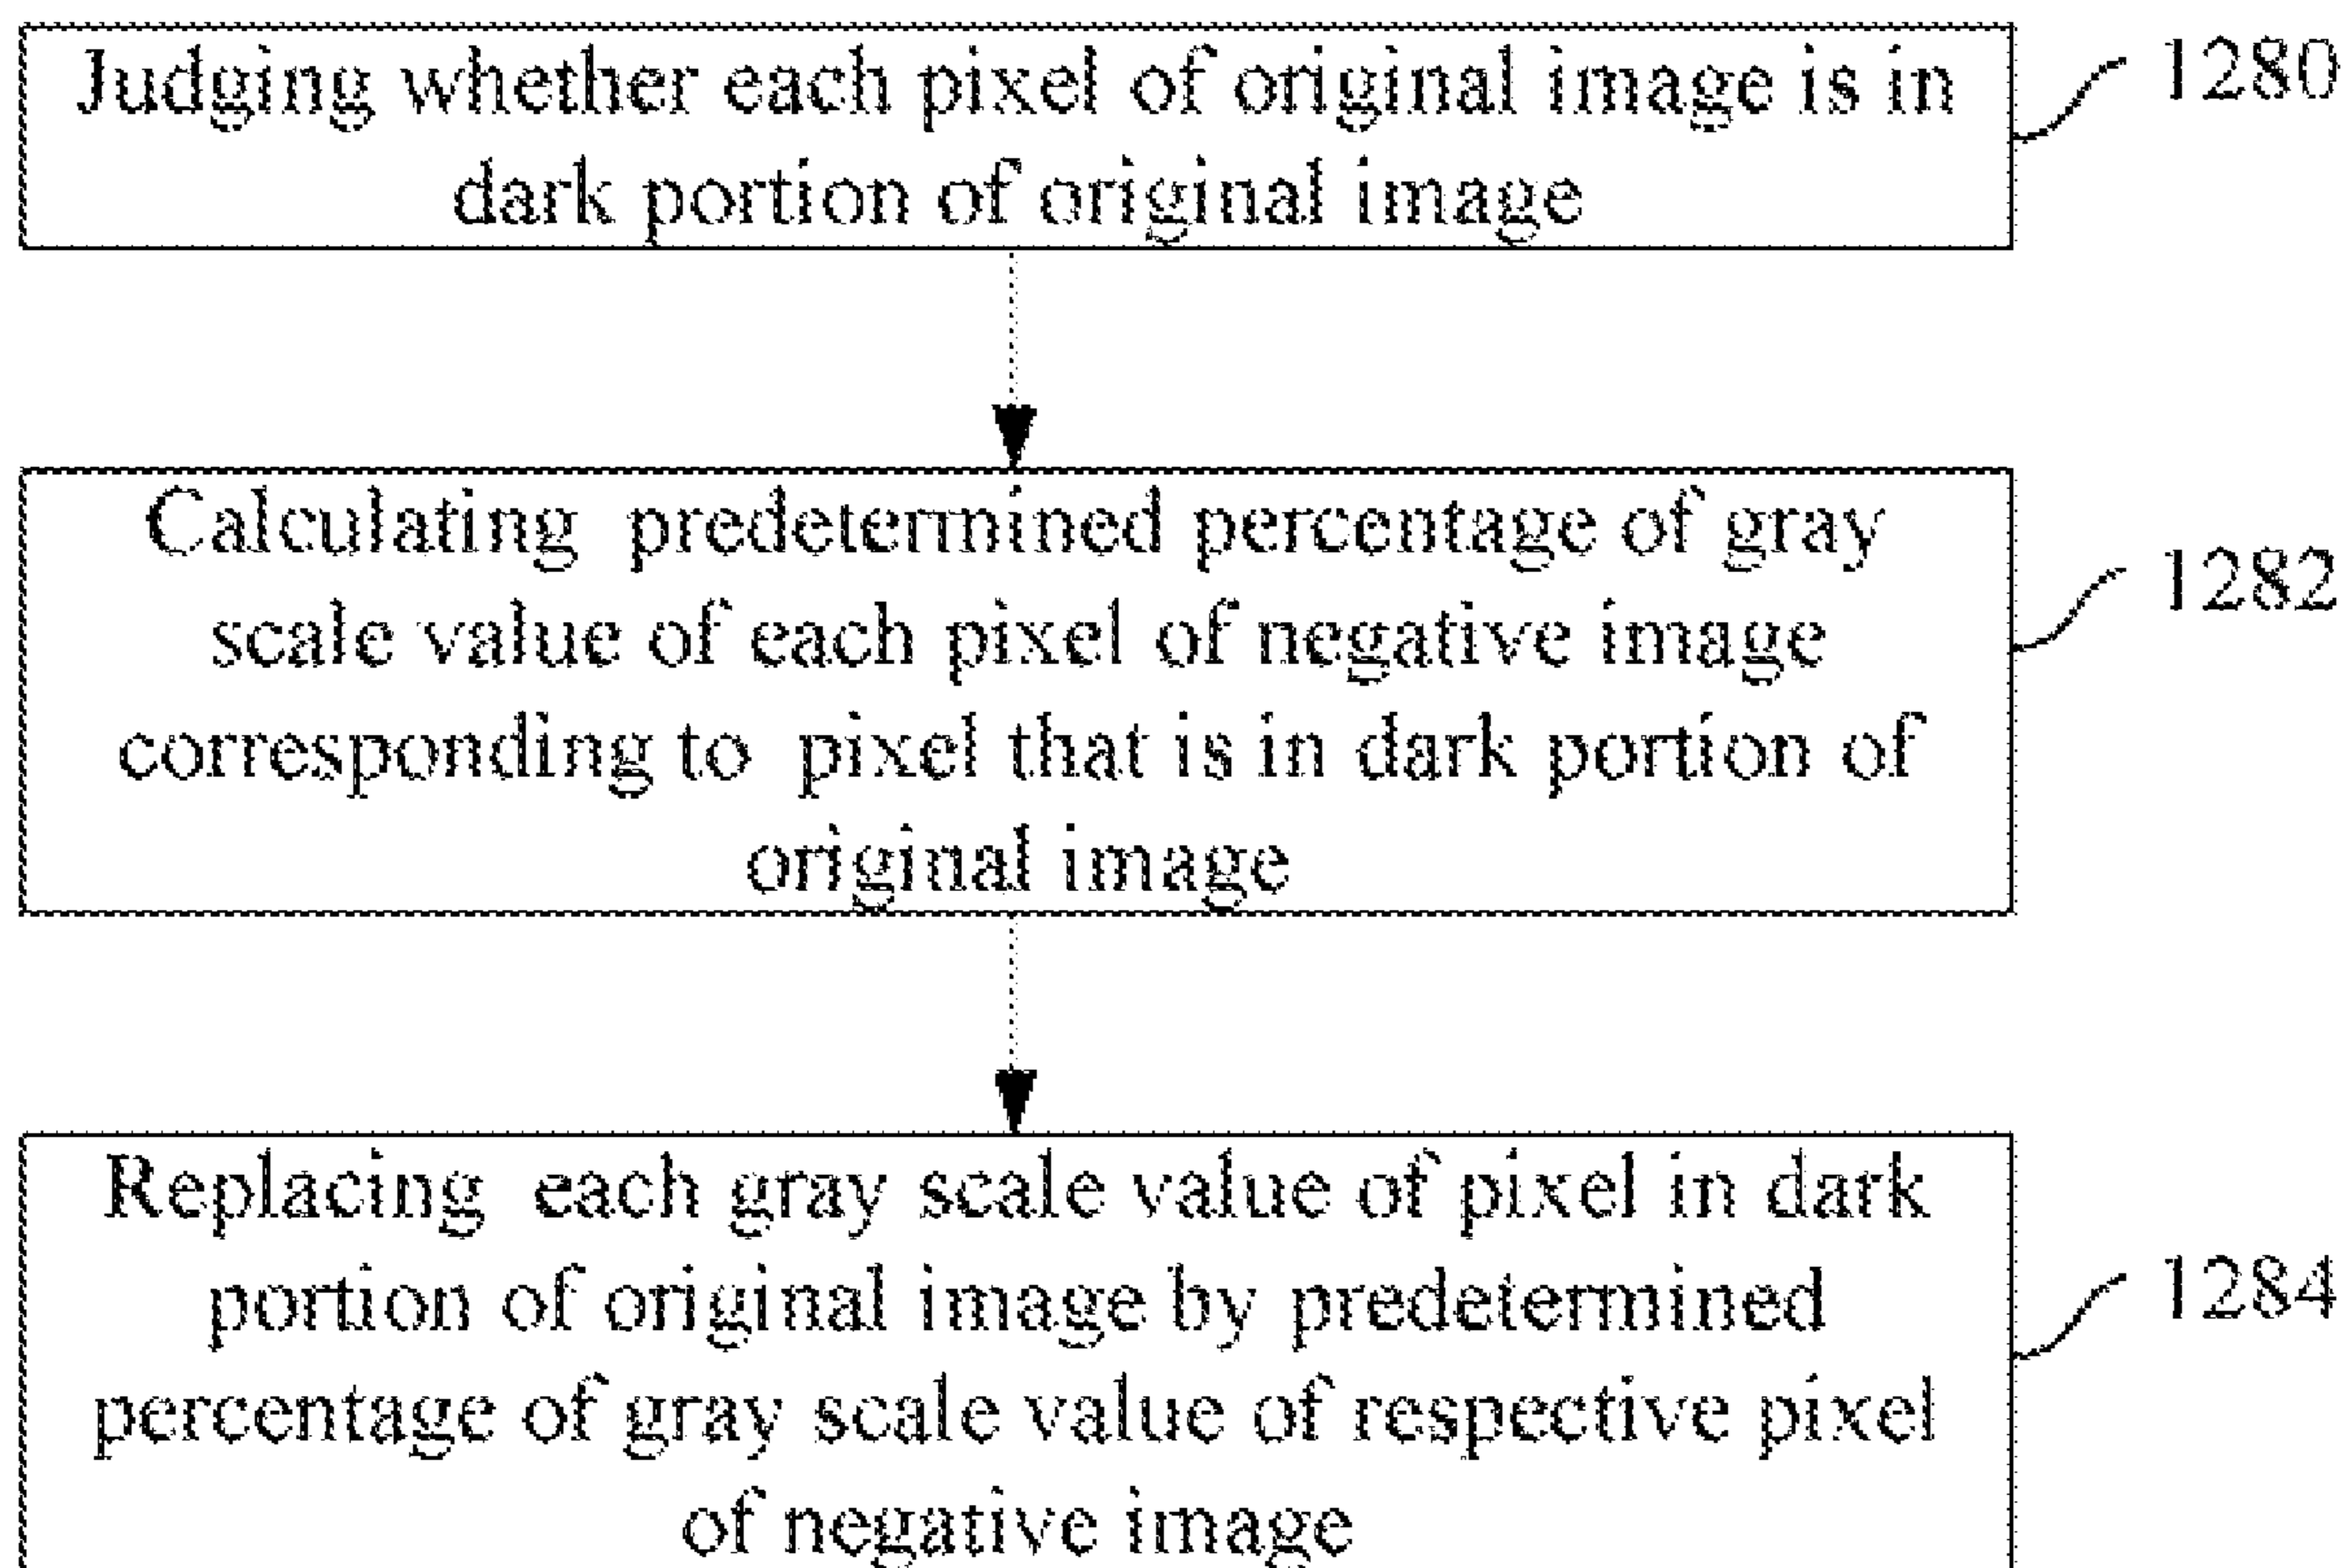 Judging whether each pixel of original image is in
dark portion of original image
1280
Calculating predetermined percentage of gray
scale value of each pixel of negative image
corresponding to pixel that is in dark portion of
original image
1282
Replacing each gray scale value of pixel in dark
portion of original image by predetermined
percentage of gray scale value of respective pixel
of negative image
1284